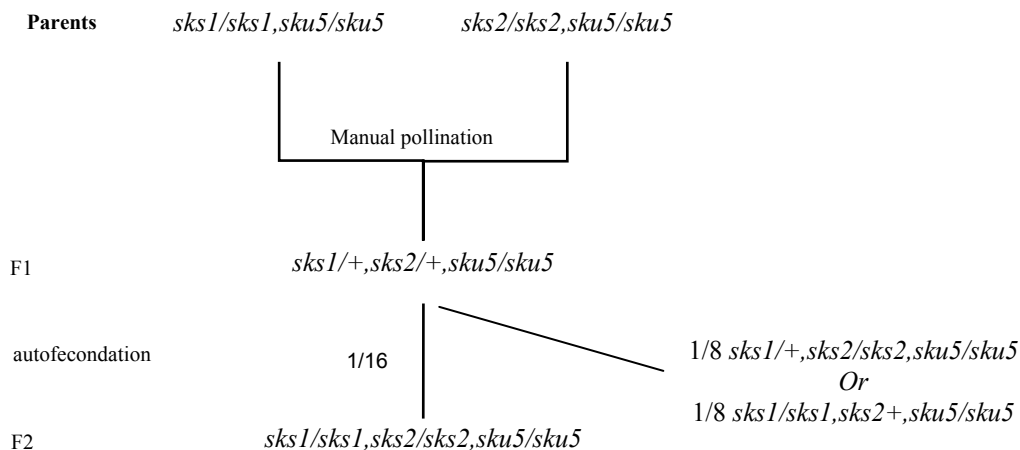 Parents sks1/sks1,sku5/sku5 sks2/sks2,sku5/sku5
Manual pollination
F1 sks1/+,sks2/+,sku5/sku5
autofecondation 1/16 1/8 sks1/+,sks2/sks2,sku5/sku5
Or
1/8 sks1/sks1,sks2+,sku5/sku5
F2 sks1/sks1,sks2/sks2,sku5/sku5